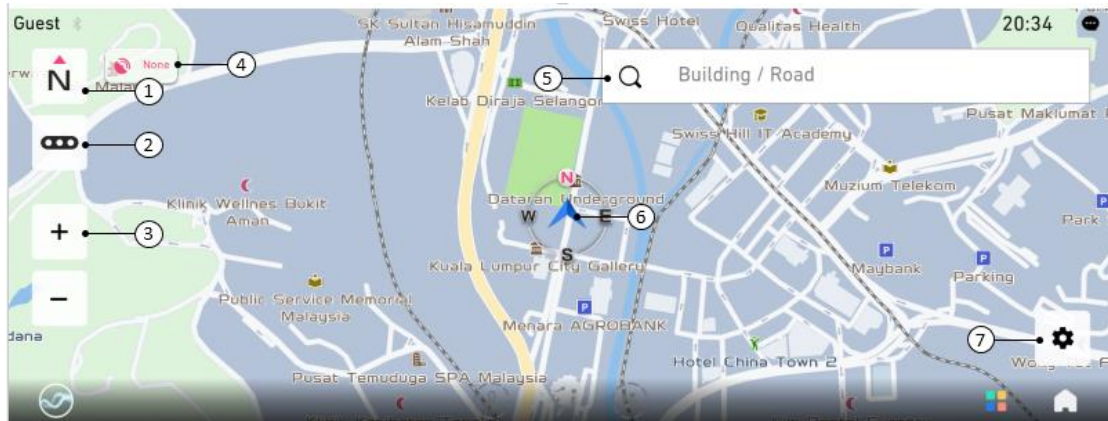 Guest
SK Sultan Hisamuddin
Alam Shah
Swiss Hotel
Qualitas Health
20:34
N
None
4
1
5
Building / Road
Kelab Diraja Selangor
Swiss Hill IT Academy
Pusat Maklumat
2
Muzium Telekom
N
Klinik Wellnes Bukit
Aman
Dataran Underground
W
E
S
6
Park
+
3
Kuala Lumpur City Gallery
Maybank
P
Parking
P
P
−
Public Service Memorial
Malaysia
P
Menara AGROBANK
dana
Hotel China Town 2
7
Pusat Temuduga SPA Malaysia